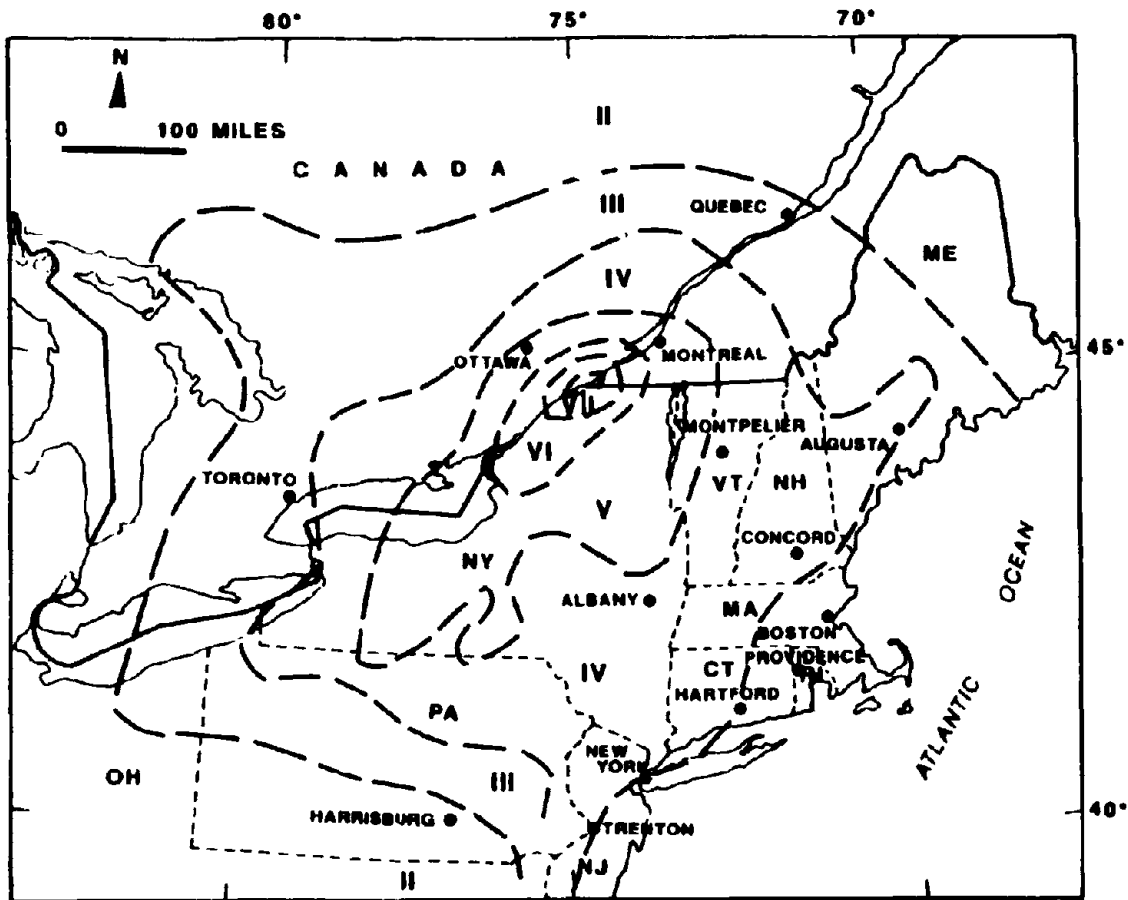 80° 75° 70°
N
0 100 MILES
II
CANADA
III
QUEBEC
ME
IV
OTTAWA
MONTREAL
45°
VII
MONTPELIER
AUGUSTA
VI
TORONTO
VT
NH
V
CONCORD
NY
ALBANY
MA
BOSTON
OCEAN
IV
CT
PROVIDENCE
RI
HARTFORD
PA
ATLANTIC
NEW
YORK
OH
III
HARRISBURG
TRENTON
40°
NJ
II